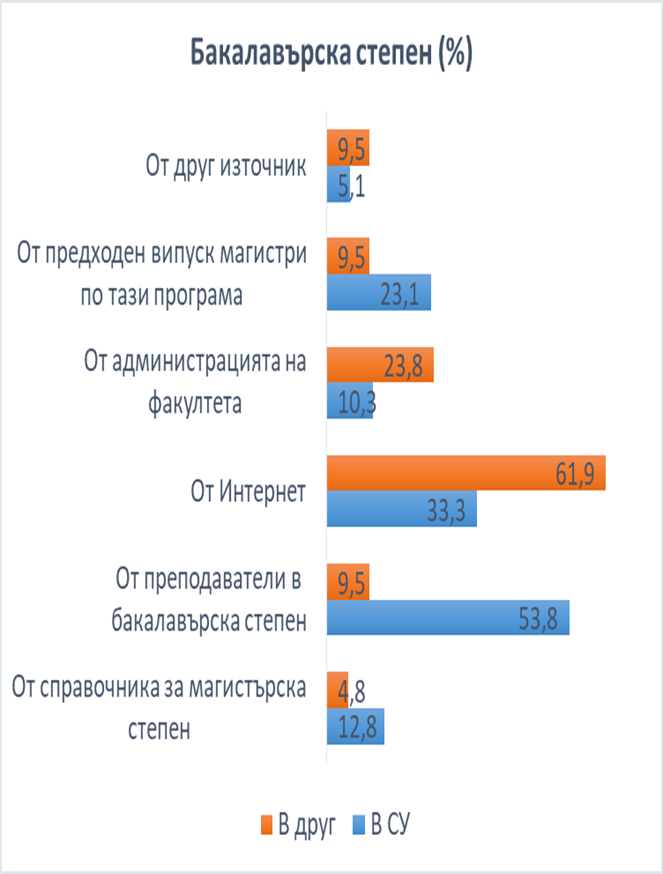 Бакалавърска степен (%)
От друг източник
9,5
5,1
От предходен випуск магистри
по тази програма
9,5
23,1
От администрацията на
факултета
23,8
10,3
От Интернет
61,9
33,3
От преподаватели в
бакалавърска степен
9,5
53,8
От справочника за магистърска
степен
4,8
12,8
В друг В СУ